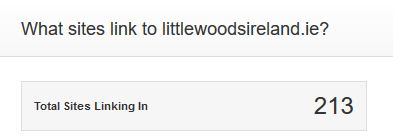 What sites link to littlewoodsireland.ie?
Total Sites Linking In 213